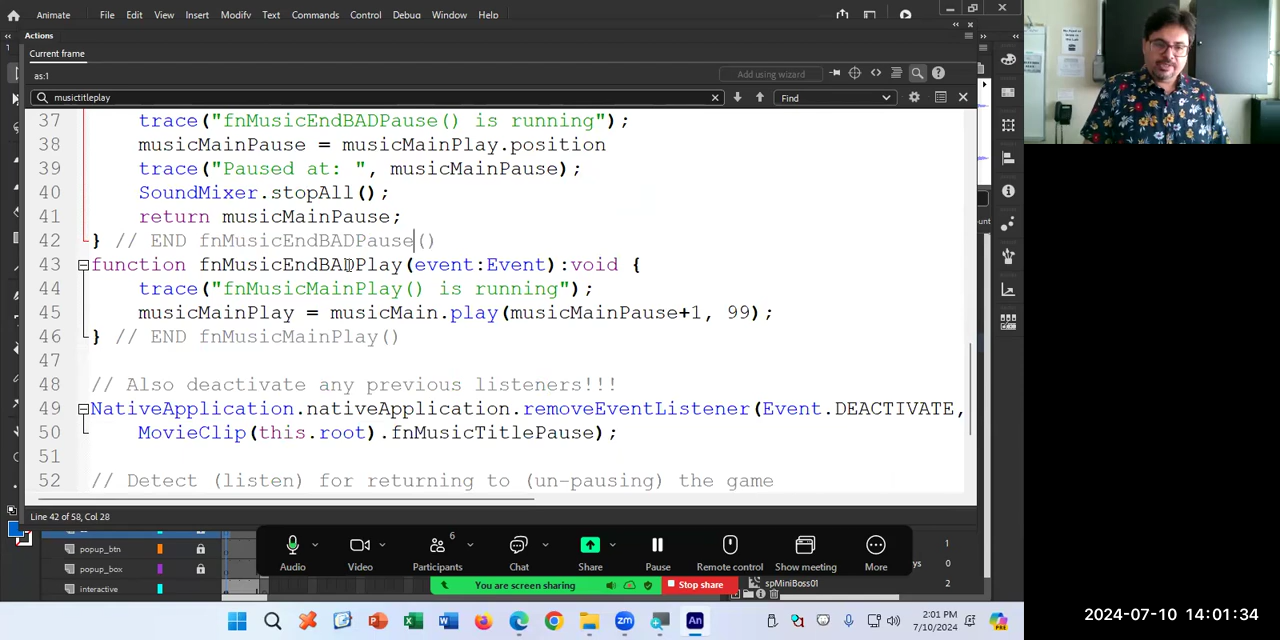 Animate File Edit View Insert Modify Text Commands Control Debug Window Help
Actions
Current frame
as:1
Add using wizard
musictitleplay
Find
37 trace("fnMusicEndBADPause() is running");
38 musicMainPause = musicMainPlay.position
39 trace("Paused at: ", musicMainPause);
40 SoundMixer.stopAll();
41 return musicMainPause;
42 } // END fnMusicEndBADPause()
43 function fnMusicEndBADPlay(event:Event):void {
44 trace("fnMusicMainPlay() is running");
45 musicMainPlay = musicMain.play(musicMainPause+1, 99);
46 } // END fnMusicMainPlay()
47
48 // Also deactivate any previous listeners!!!
49 NativeApplication.nativeApplication.removeEventListener(Event.DEACTIVATE,
50 MovieClip(this.root).fnMusicTitlePause);
51
52 // Detect (listen) for returning to (un-pausing) the game
Line 42 of 58, Col 28
popup_btn
popup_box
interactive
6
Audio Video Participants Chat Share Pause Remote control Show meeting More
You are screen sharing Stop share
1
0
spMiniBoss01 2
2:01 PM
7/10/2024
2024-07-10 14:01:34